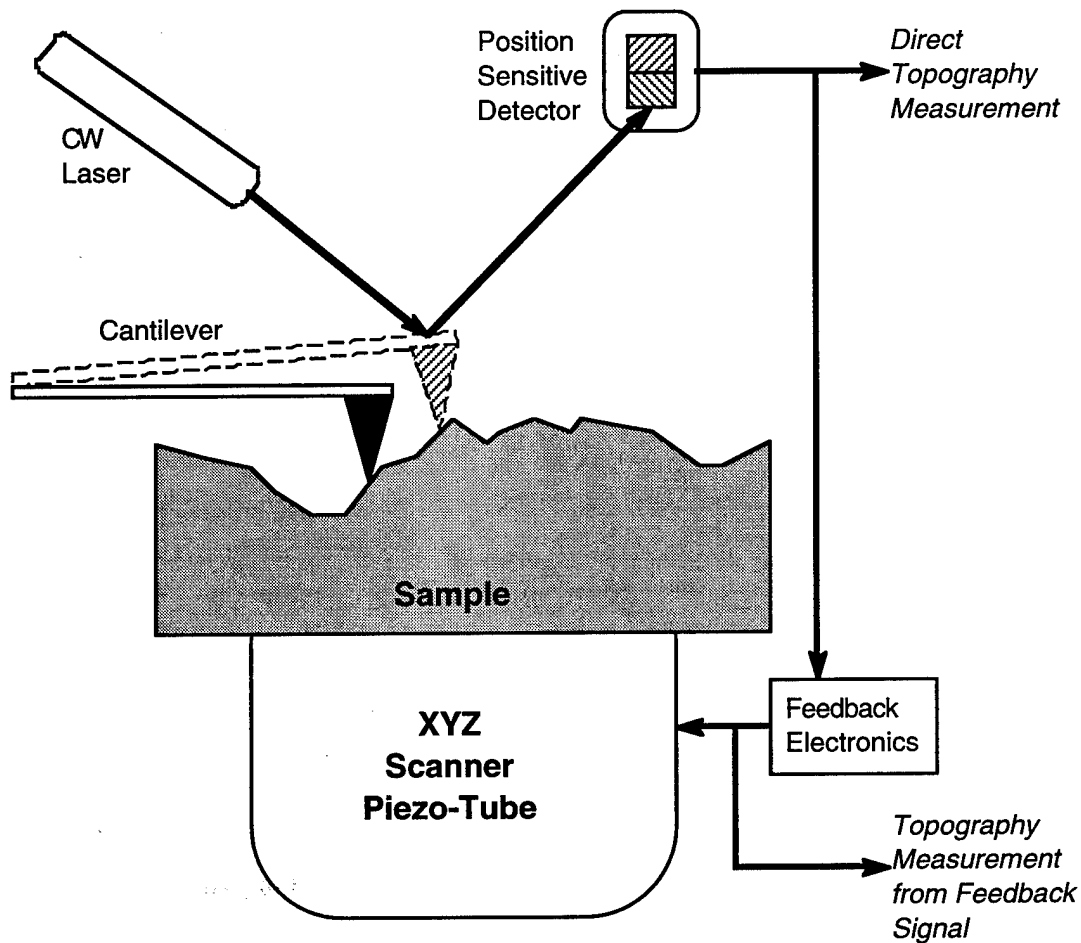 Position
Sensitive
Detector
Direct
Topography
Measurement
CW
Laser
Cantilever
Sample
XYZ
Scanner
Piezo-Tube
Feedback
Electronics
Topography
Measurement
from Feedback
Signal